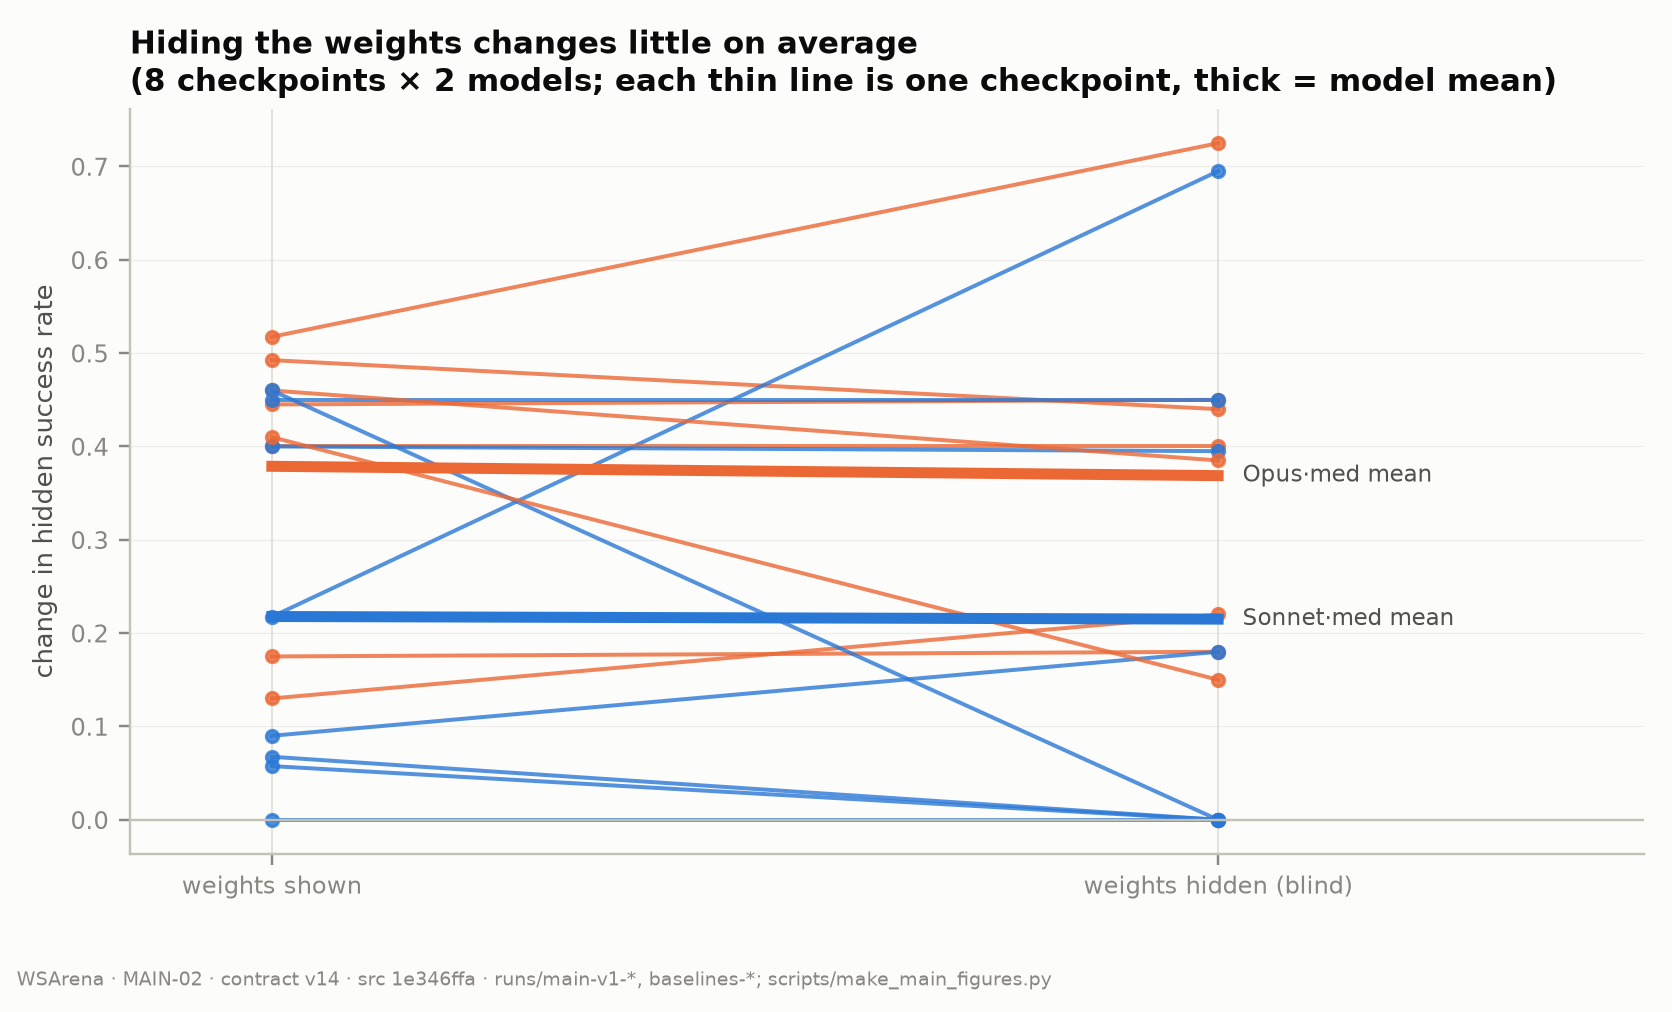 Hiding the weights changes little on average
(8 checkpoints × 2 models; each thin line is one checkpoint, thick = model mean)
change in hidden success rate
0.7
0.6
0.5
0.4
0.3
0.2
0.1
0.0
Opus·med mean
Sonnet·med mean
weights shown
weights hidden (blind)
WSArena · MAIN-02 · contract v14 · src 1e346ffa · runs/main-v1-*, baselines-*; scripts/make_main_figures.py